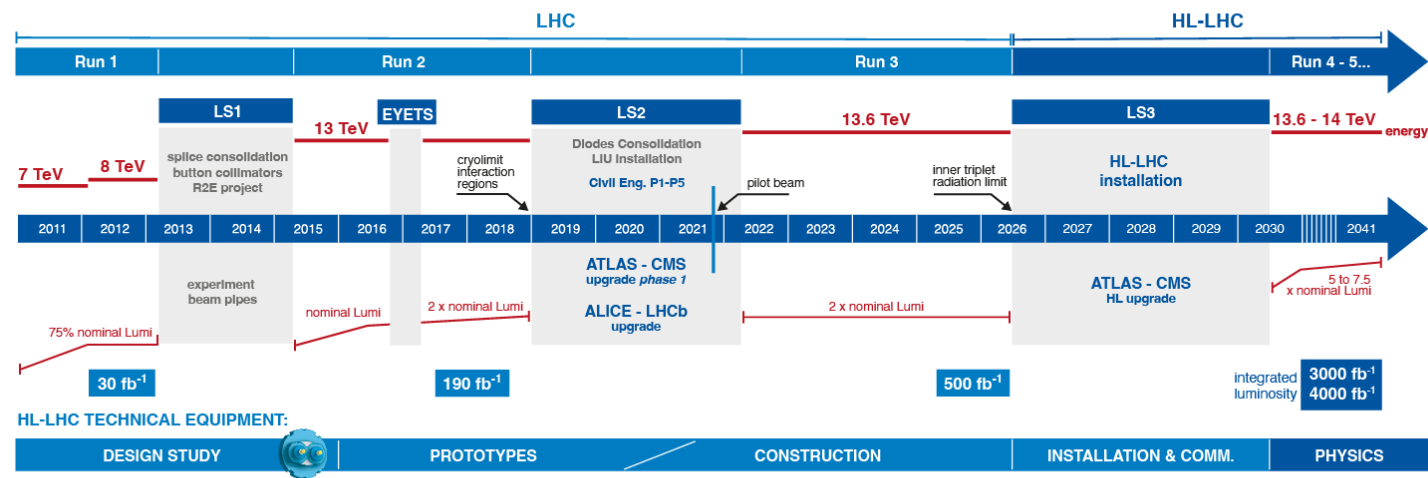 LHC
HL-LHC
Run 1
Run 2
Run 3
Run 4 - 5...
LS1
EYETS
LS2
LS3
13 TeV
13.6 TeV
13.6 - 14 TeV
energy
7 TeV
8 TeV
splice consolidation
button collimators
R2E project
cryolimit
interaction
regions
Diodes Consolidation
LIU Installation
Civil Eng. P1-P5
pilot beam
inner triplet
radiation limit
HL-LHC
installation
2011
2012
2013
2014
2015
2016
2017
2018
2019
2020
2021
2022
2023
2024
2025
2026
2027
2028
2029
2030
2041
experiment
beam pipes
ATLAS - CMS
upgrade phase 1
ALICE - LHCb
upgrade
ATLAS - CMS
HL upgrade
75% nominal Lumi
nominal Lumi
2 x nominal Lumi
2 x nominal Lumi
5 to 7.5
x nominal Lumi
30 fb⁻¹
190 fb⁻¹
500 fb⁻¹
integrated
luminosity
3000 fb⁻¹
4000 fb⁻¹
HL-LHC TECHNICAL EQUIPMENT:
DESIGN STUDY
PROTOTYPES
CONSTRUCTION
INSTALLATION & COMM.
PHYSICS